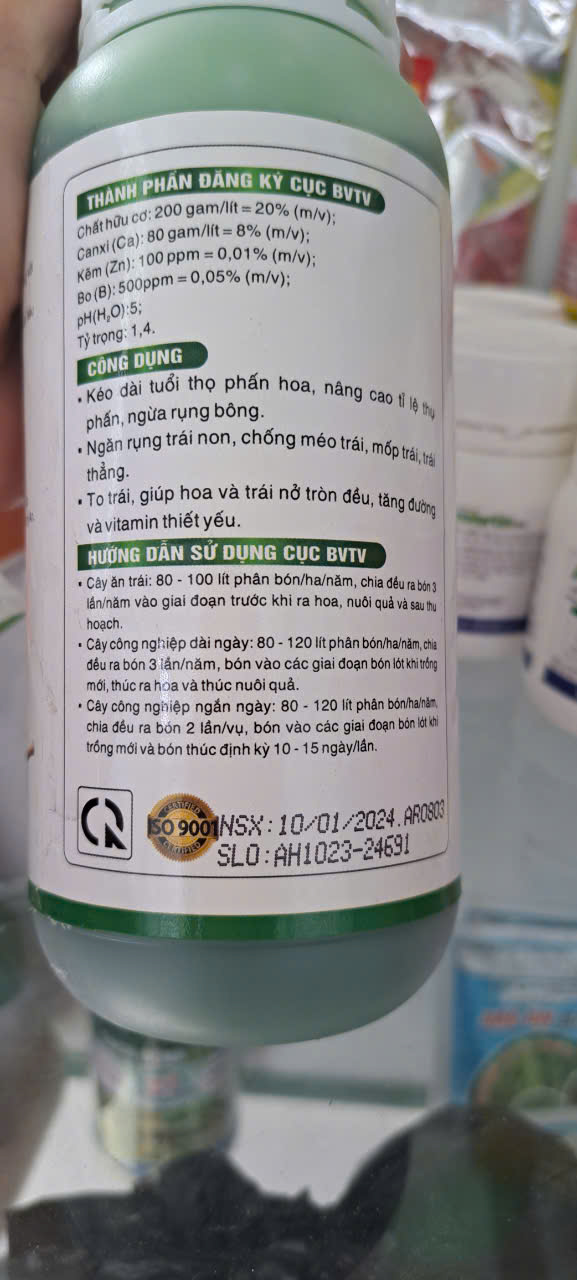 THÀNH PHẦN ĐĂNG KÝ CỤC BVTV
Chất hữu cơ: 200 gam/lít = 20% (m/v);
Canxi (Ca): 80 gam/lít = 8% (m/v);
Kẽm (Zn): 100 ppm = 0,01% (m/v);
Bo (B): 500ppm = 0,05% (m/v);
pH(H₂O):5;
Tỷ trọng: 1,4.
CÔNG DỤNG
• Kéo dài tuổi thọ phấn hoa, nâng cao tỉ lệ thụ
phấn, ngừa rụng bông.
• Ngăn rụng trái non, chống méo trái, mốp trái, trái
thẳng.
• To trái, giúp hoa và trái nở tròn đều, tăng đường
và vitamin thiết yếu.
HƯỚNG DẪN SỬ DỤNG CỤC BVTV
• Cây ăn trái: 80 - 100 lít phân bón/ha/năm, chia đều ra bón 3
lần/năm vào giai đoạn trước khi ra hoa, nuôi quả và sau thu
hoạch.
• Cây công nghiệp dài ngày: 80 - 120 lít phân bón/ha/năm, chia
đều ra bón 3 lần/năm, bón vào các giai đoạn bón lót khi trồng
mới, thúc ra hoa và thúc nuôi quả.
• Cây công nghiệp ngắn ngày: 80 - 120 lít phân bón/ha/năm,
chia đều ra bón 2 lần/vụ, bón vào các giai đoạn bón lót khi
trồng mới và bón thúc định kỳ 10 - 15 ngày/lần.
CERTIFIED
ISO 9001
CERTIFIED
NSX: 10/01/2024.AR0803
SLO:AH1023-24691